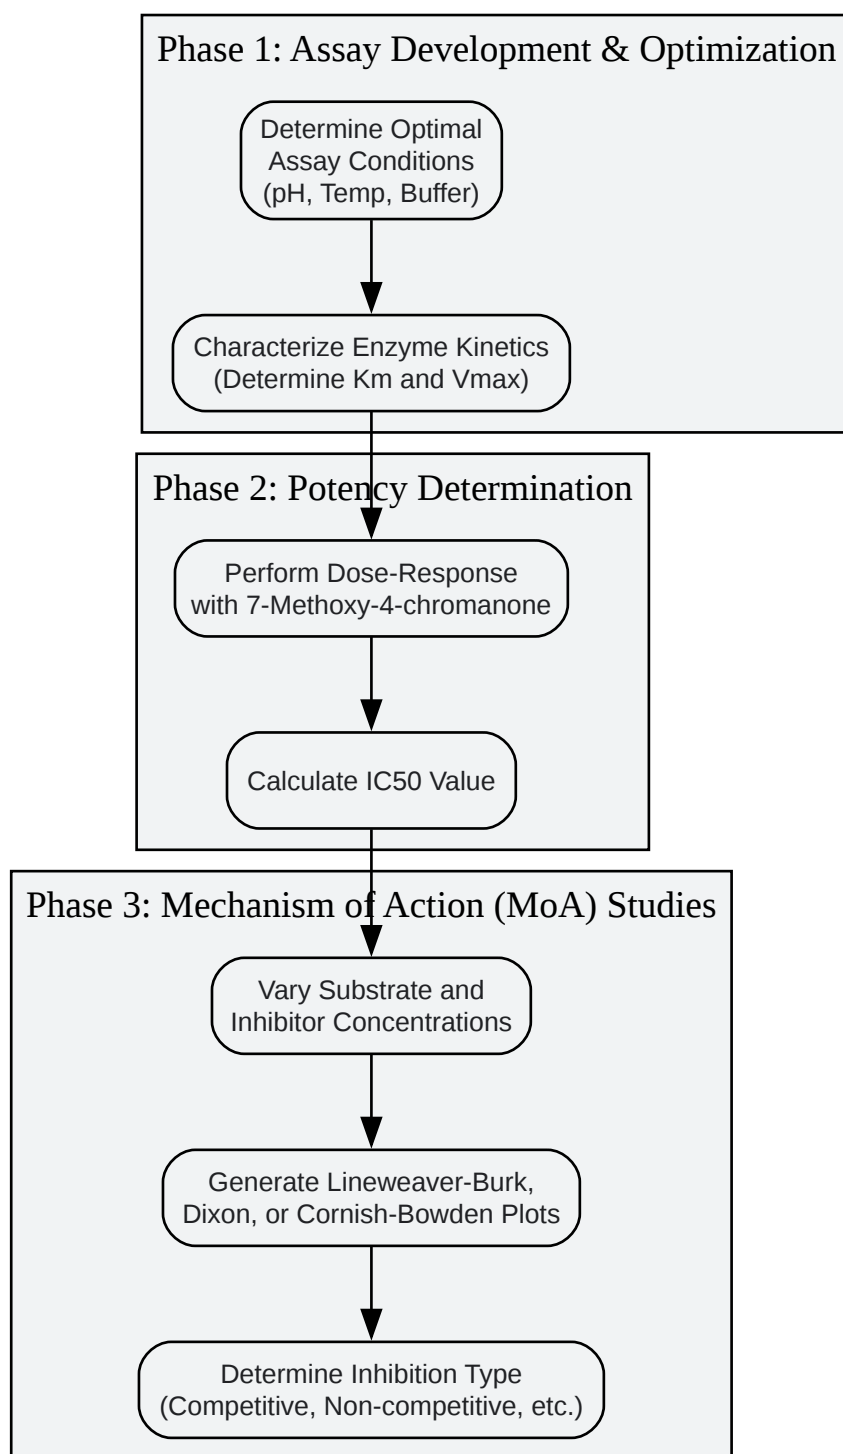 Phase 1: Assay Development & Optimization
Determine Optimal
Assay Conditions
(pH, Temp, Buffer)
Characterize Enzyme Kinetics
(Determine Km and Vmax)
Phase 2: Potency Determination
Perform Dose-Response
with 7-Methoxy-4-chromanone
Calculate IC50 Value
Phase 3: Mechanism of Action (MoA) Studies
Vary Substrate and
Inhibitor Concentrations
Generate Lineweaver-Burk,
Dixon, or Cornish-Bowden Plots
Determine Inhibition Type
(Competitive, Non-competitive, etc.)